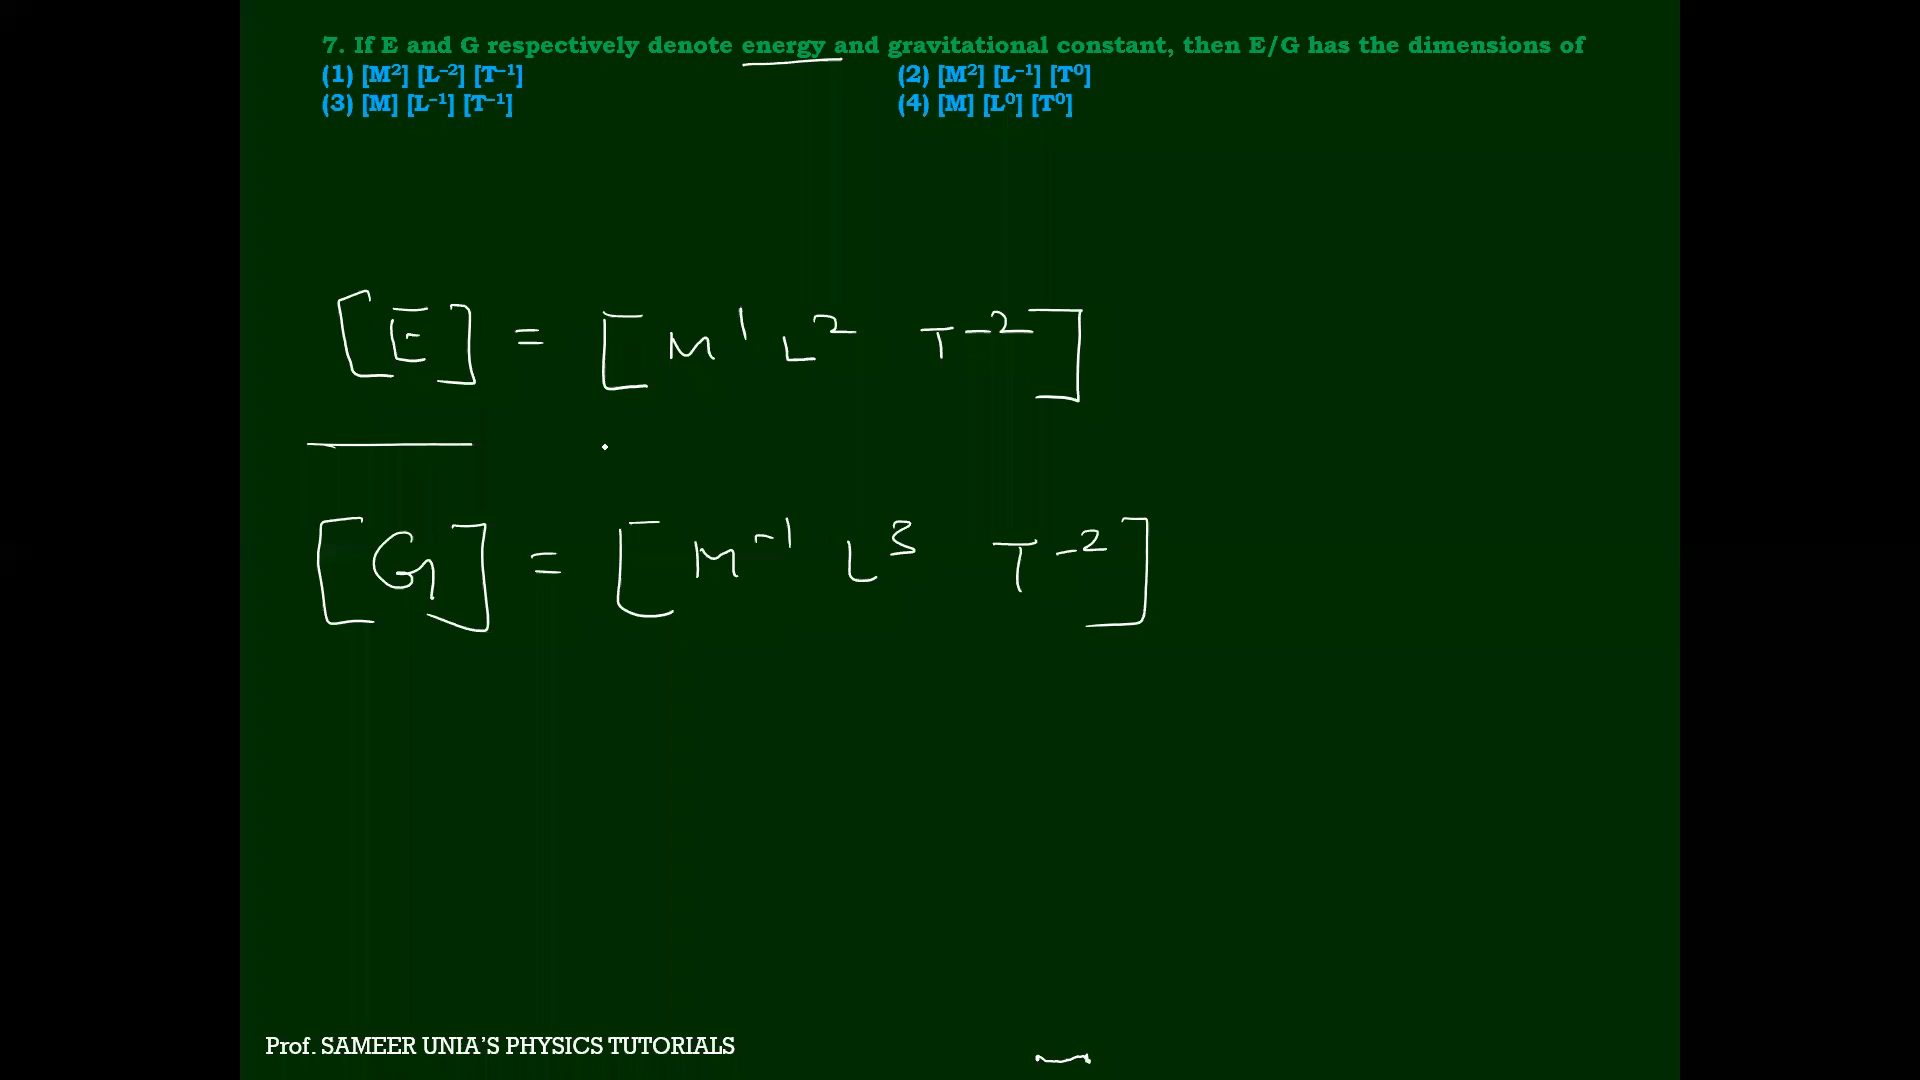 7. If E and G respectively denote energy and gravitational constant, then E/G has the dimensions of
(1) [M²] [L⁻²] [T⁻¹] (2) [M²] [L⁻¹] [T⁰]
(3) [M] [L⁻¹] [T⁻¹] (4) [M] [L⁰] [T⁰]
[E] = [M¹ L² T⁻²]
[G] = [M⁻¹ L³ T⁻²]
Prof. SAMEER UNIA'S PHYSICS TUTORIALS